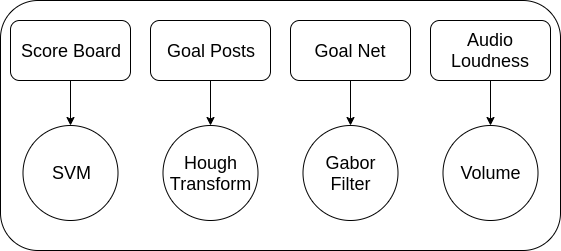 Score Board
Goal Posts
Goal Net
Audio
Loudness
SVM
Hough
Transform
Gabor
Filter
Volume